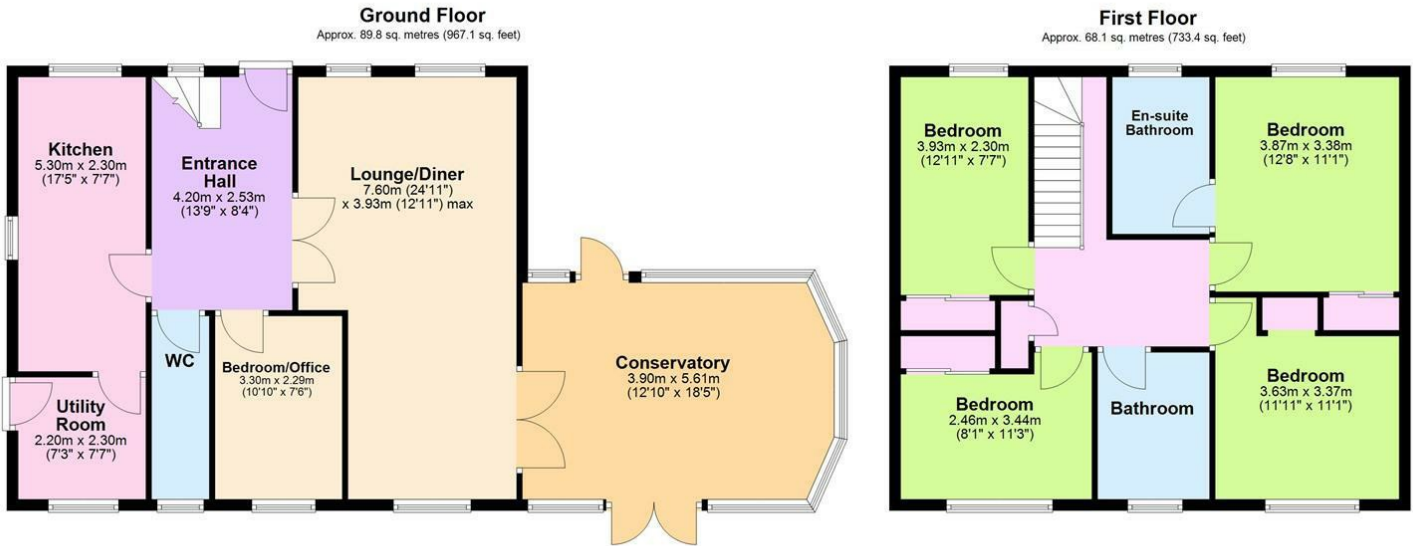 Ground Floor
Approx. 89.8 sq. metres (967.1 sq. feet)
Kitchen
5.30m x 2.30m
(17'5" x 7'7")
Entrance
Hall
4.20m x 2.53m
(13'9" x 8'4")
Lounge/Diner
7.60m (24'11")
x 3.93m (12'11") max
Utility
Room
2.20m x 2.30m
(7'3" x 7'7")
WC
Bedroom/Office
3.30m x 2.29m
(10'10" x 7'6")
Conservatory
3.90m x 5.61m
(12'10" x 18'5")
First Floor
Approx. 68.1 sq. metres (733.4 sq. feet)
Bedroom
3.93m x 2.30m
(12'11" x 7'7")
En-suite
Bathroom
Bedroom
3.87m x 3.38m
(12'8" x 11'1")
Bedroom
2.46m x 3.44m
(8'1" x 11'3")
Bathroom
Bedroom
3.63m x 3.37m
(11'11" x 11'1")